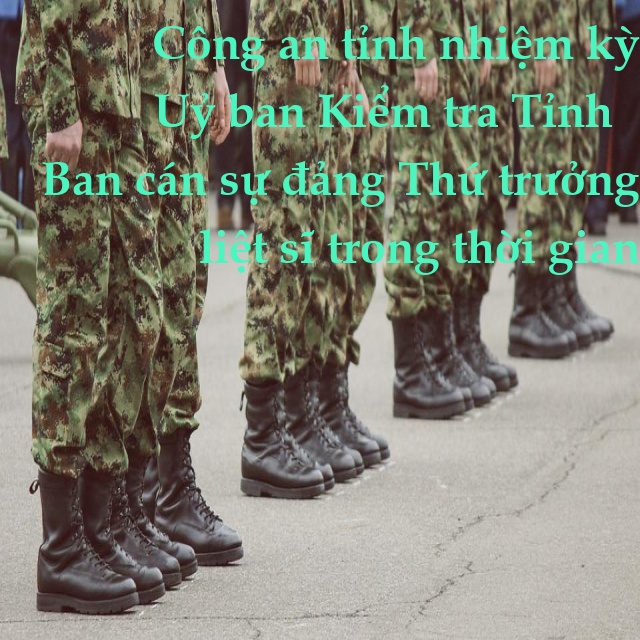 Công an tỉnh nhiệm kỳ
Uỷ ban Kiểm tra Tỉnh
Ban cán sự đảng Thứ trưởng
liệt sĩ trong thời gian